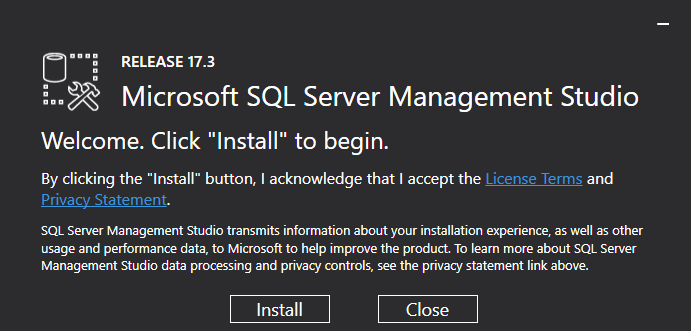 RELEASE 17.3
Microsoft SQL Server Management Studio
Welcome. Click "Install" to begin.
By clicking the "Install" button, I acknowledge that I accept the License Terms and
Privacy Statement.
SQL Server Management Studio transmits information about your installation experience, as well as other
usage and performance data, to Microsoft to help improve the product. To learn more about SQL Server
Management Studio data processing and privacy controls, see the privacy statement link above.
Install
Close